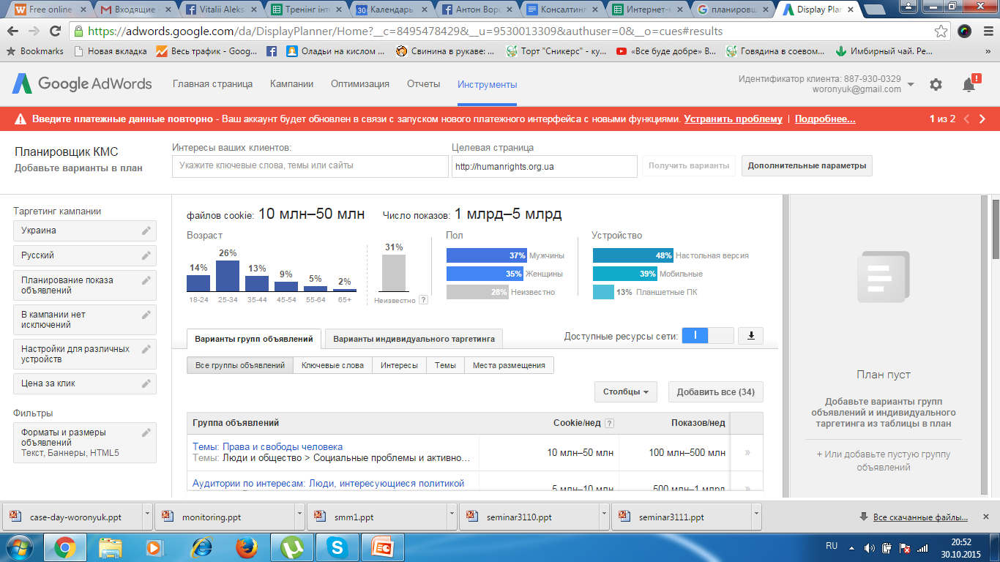 Free online
Входящие -
Vitalii Aleks
Тренінг інт
Календарь
Антон Воро
Консалтинг
Интернет-
планировщ
Display Plan
https://adwords.google.com/da/DisplayPlanner/Home?__c=8495478429&__u=9530013309&authuser=0&__o=cues#results
Bookmarks
Новая вкладка
Весь трафик - Goog...
Оладьи на кислом ...
Свинина в рукаве: ...
Торт "Сникерс" - ку...
«Все буде добре» В...
Говядина в соевом...
Имбирный чай. Ре...
»
Google AdWords
Главная страница
Кампании
Оптимизация
Отчеты
Инструменты
Идентификатор клиента: 887-930-0329
woronyuk@gmail.com
!
Введите платежные данные повторно - Ваш аккаунт будет обновлен в связи с запуском нового платежного интерфейса с новыми функциями. Устранить проблему | Подробнее...
1 из 2
Планировщик КМС
Добавьте варианты в план
Интересы ваших клиентов:
Укажите ключевые слова, темы или сайты
Целевая страница
http://humanrights.org.ua
Получить варианты
Дополнительные параметры
Таргетинг кампании
Украина
Русский
Планирование показа
объявлений
В кампании нет
исключений
Настройки для различных
устройств
Цена за клик
Фильтры
Форматы и размеры
объявлений
Текст, Баннеры, HTML5
файлов cookie: 10 млн–50 млн
Число показов: 1 млрд–5 млрд
Возраст
14%
26%
13%
9%
5%
2%
31%
18-24
25-34
35-44
45-54
55-64
65+
Неизвестно ?
Пол
37% Мужчины
35% Женщины
28% Неизвестно
Устройство
48% Настольная версия
39% Мобильные
13% Планшетные ПК
Варианты групп объявлений
Варианты индивидуального таргетинга
Доступные ресурсы сети:
Все группы объявлений
Ключевые слова
Интересы
Темы
Места размещения
Столбцы
Добавить все (34)
Группа объявлений
Cookie/нед ?
Показов/нед
Темы: Права и свободы человека
Темы: Люди и общество > Социальные проблемы и активно...
10 млн–50 млн
100 млн–500 млн
»
Аудитории по интересам: Люди, интересующиеся политикой
5 млн–10 млн
500 млн–1 млрд
»
План пуст
Добавьте варианты групп
объявлений и индивидуального
таргетинга из таблицы в план
+ Или добавьте пустую группу
объявлений
case-day-woronyuk.ppt
monitoring.ppt
smm1.ppt
seminar3110.ppt
seminar3111.ppt
Все скачанные файлы...
RU
20:52
30.10.2015